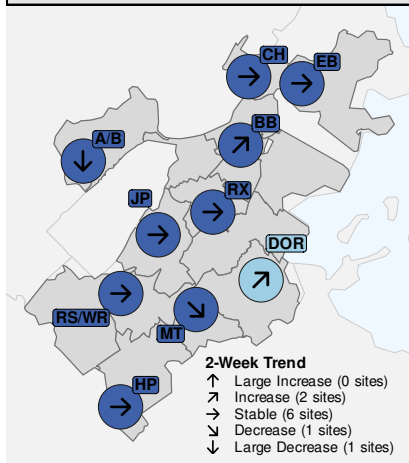 CH
EB
BB
A/B
RX
JP
DOR
RS/WR
MT
HP
2-Week Trend
↑ Large Increase (0 sites)
↗ Increase (2 sites)
→ Stable (6 sites)
↘ Decrease (1 sites)
↓ Large Decrease (1 sites)